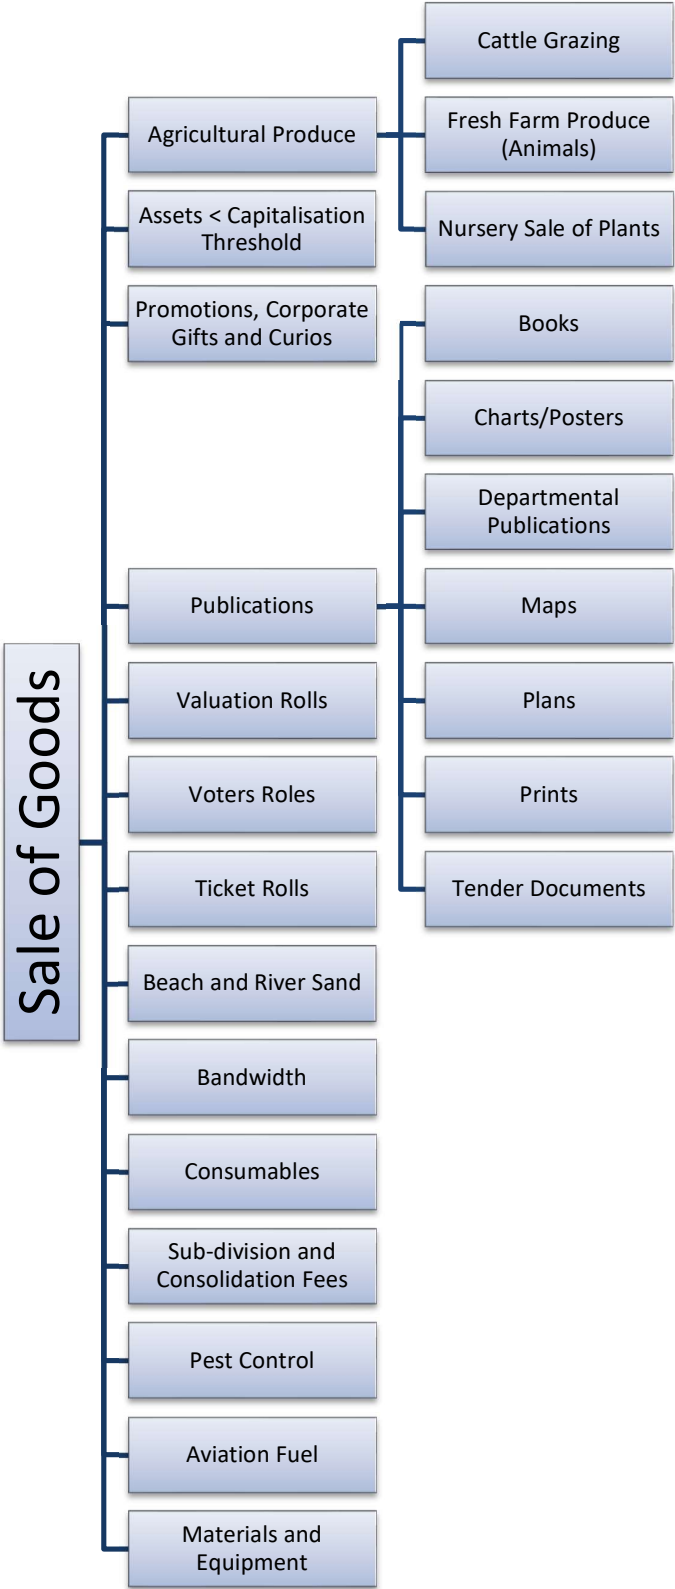 Sale of Goods
Agricultural Produce
Cattle Grazing
Fresh Farm Produce
(Animals)
Nursery Sale of Plants
Assets < Capitalisation
Threshold
Promotions, Corporate
Gifts and Curios
Publications
Books
Charts/Posters
Departmental
Publications
Maps
Plans
Prints
Tender Documents
Valuation Rolls
Voters Roles
Ticket Rolls
Beach and River Sand
Bandwidth
Consumables
Sub-division and
Consolidation Fees
Pest Control
Aviation Fuel
Materials and
Equipment